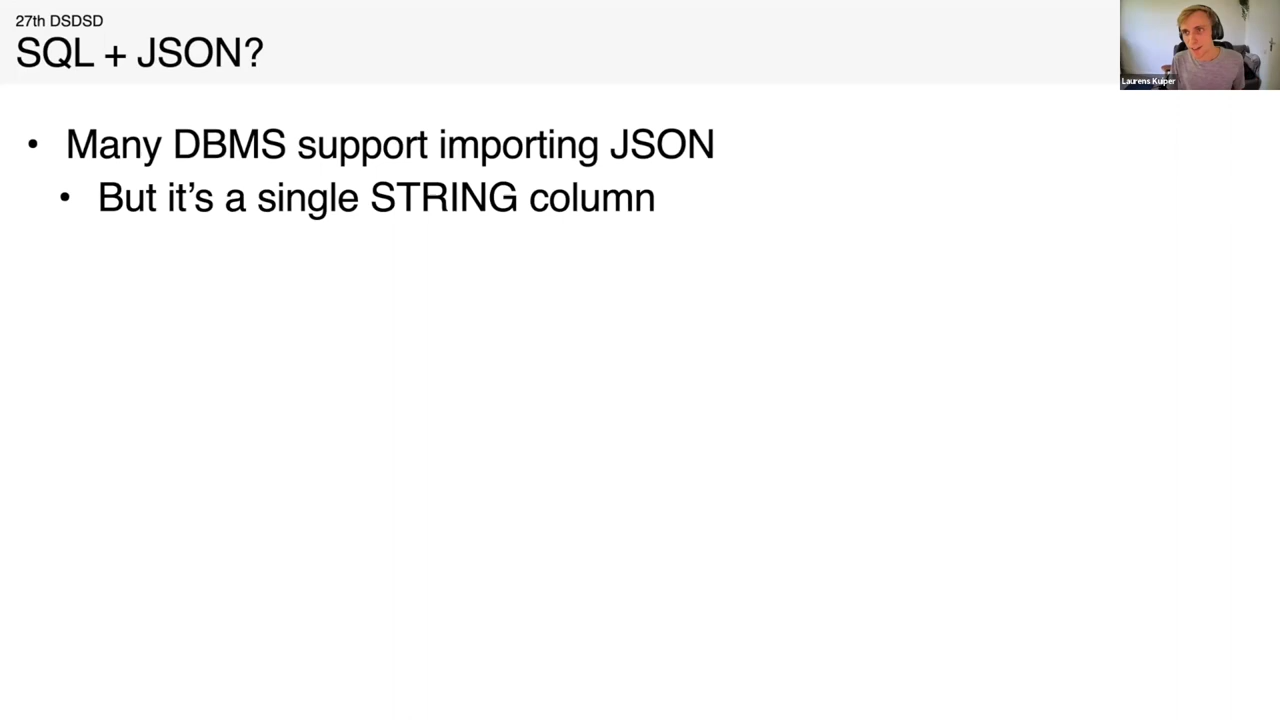 27th DSDSD
SQL + JSON?
Laurens Kuiper
• Many DBMS support importing JSON
• But it's a single STRING column